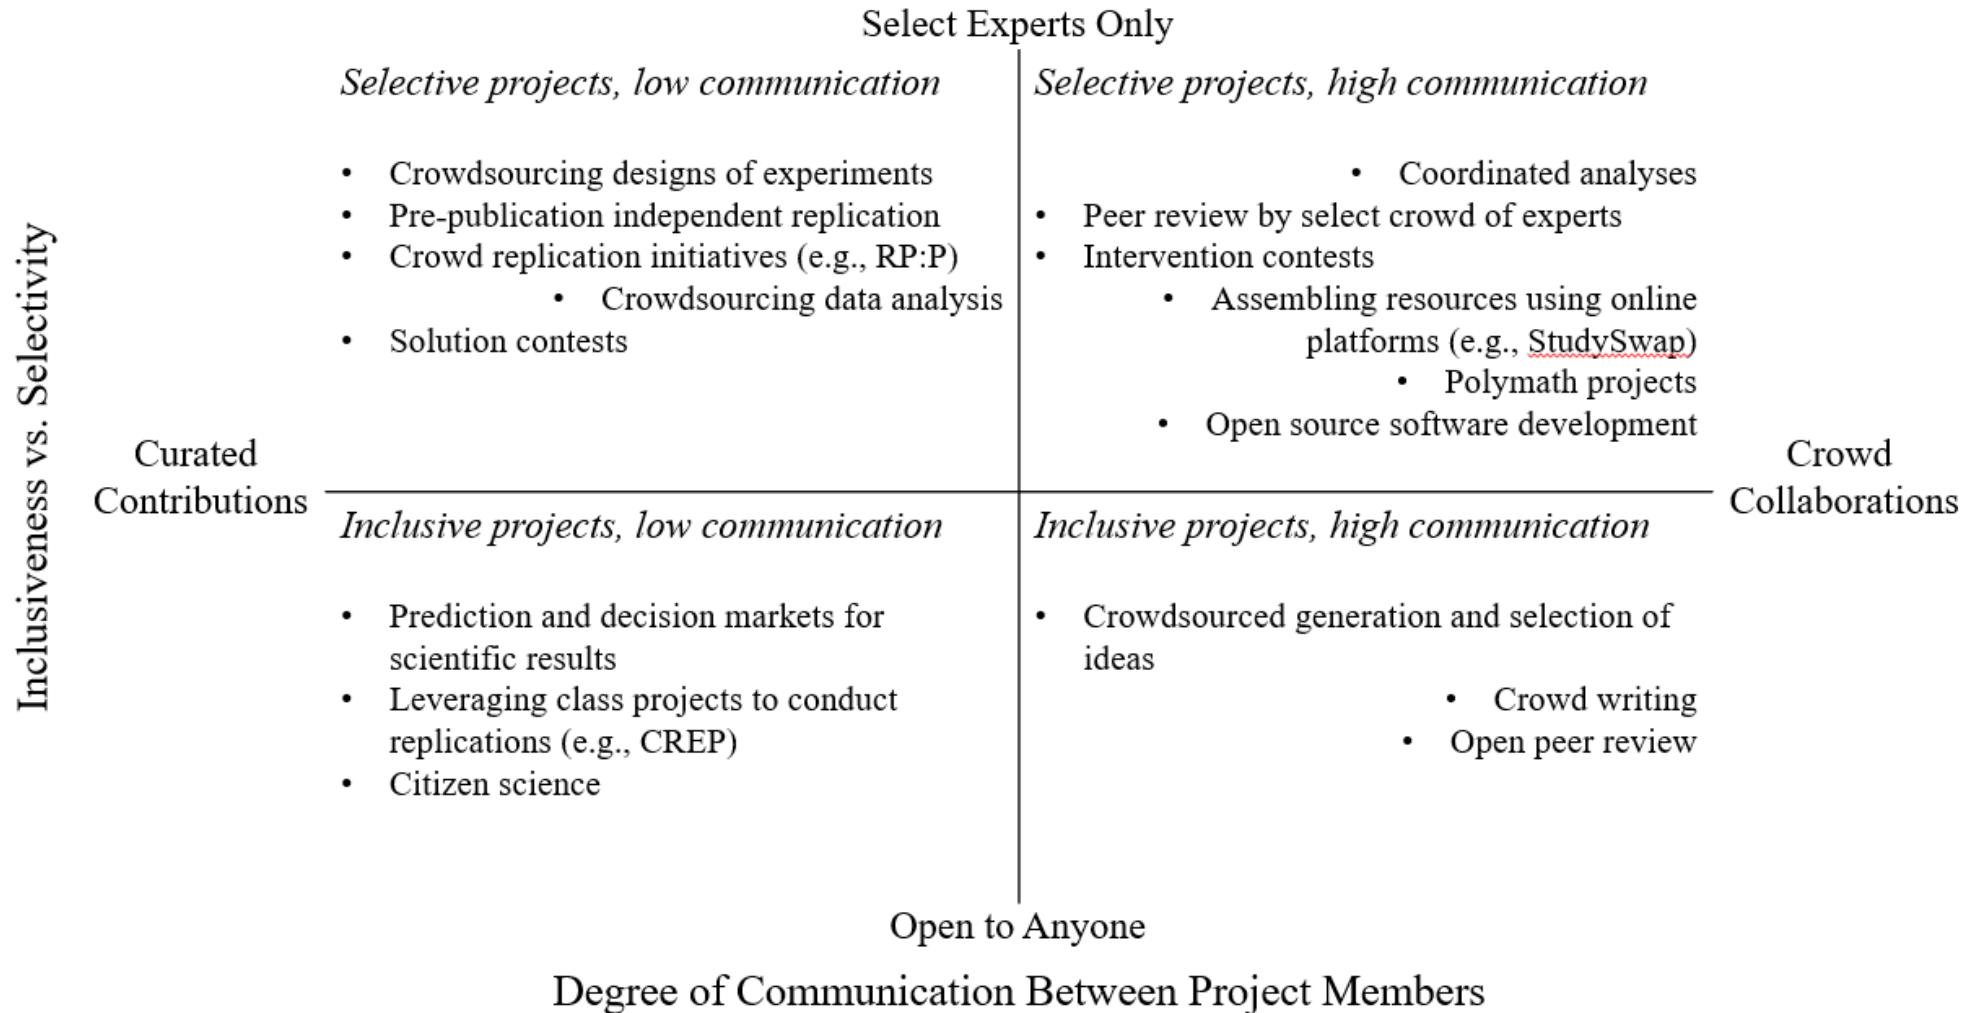 Select Experts Only
Selective projects, low communication
• Crowdsourcing designs of experiments
• Pre-publication independent replication
• Crowd replication initiatives (e.g., RP:P)
• Crowdsourcing data analysis
• Solution contests
Selective projects, high communication
• Coordinated analyses
• Peer review by select crowd of experts
• Intervention contests
• Assembling resources using online
platforms (e.g., StudySwap)
• Polymath projects
• Open source software development
Inclusiveness vs. Selectivity
Curated
Contributions
Crowd
Collaborations
Inclusive projects, low communication
• Prediction and decision markets for
scientific results
• Leveraging class projects to conduct
replications (e.g., CREP)
• Citizen science
Inclusive projects, high communication
• Crowdsourced generation and selection of
ideas
• Crowd writing
• Open peer review
Open to Anyone
Degree of Communication Between Project Members